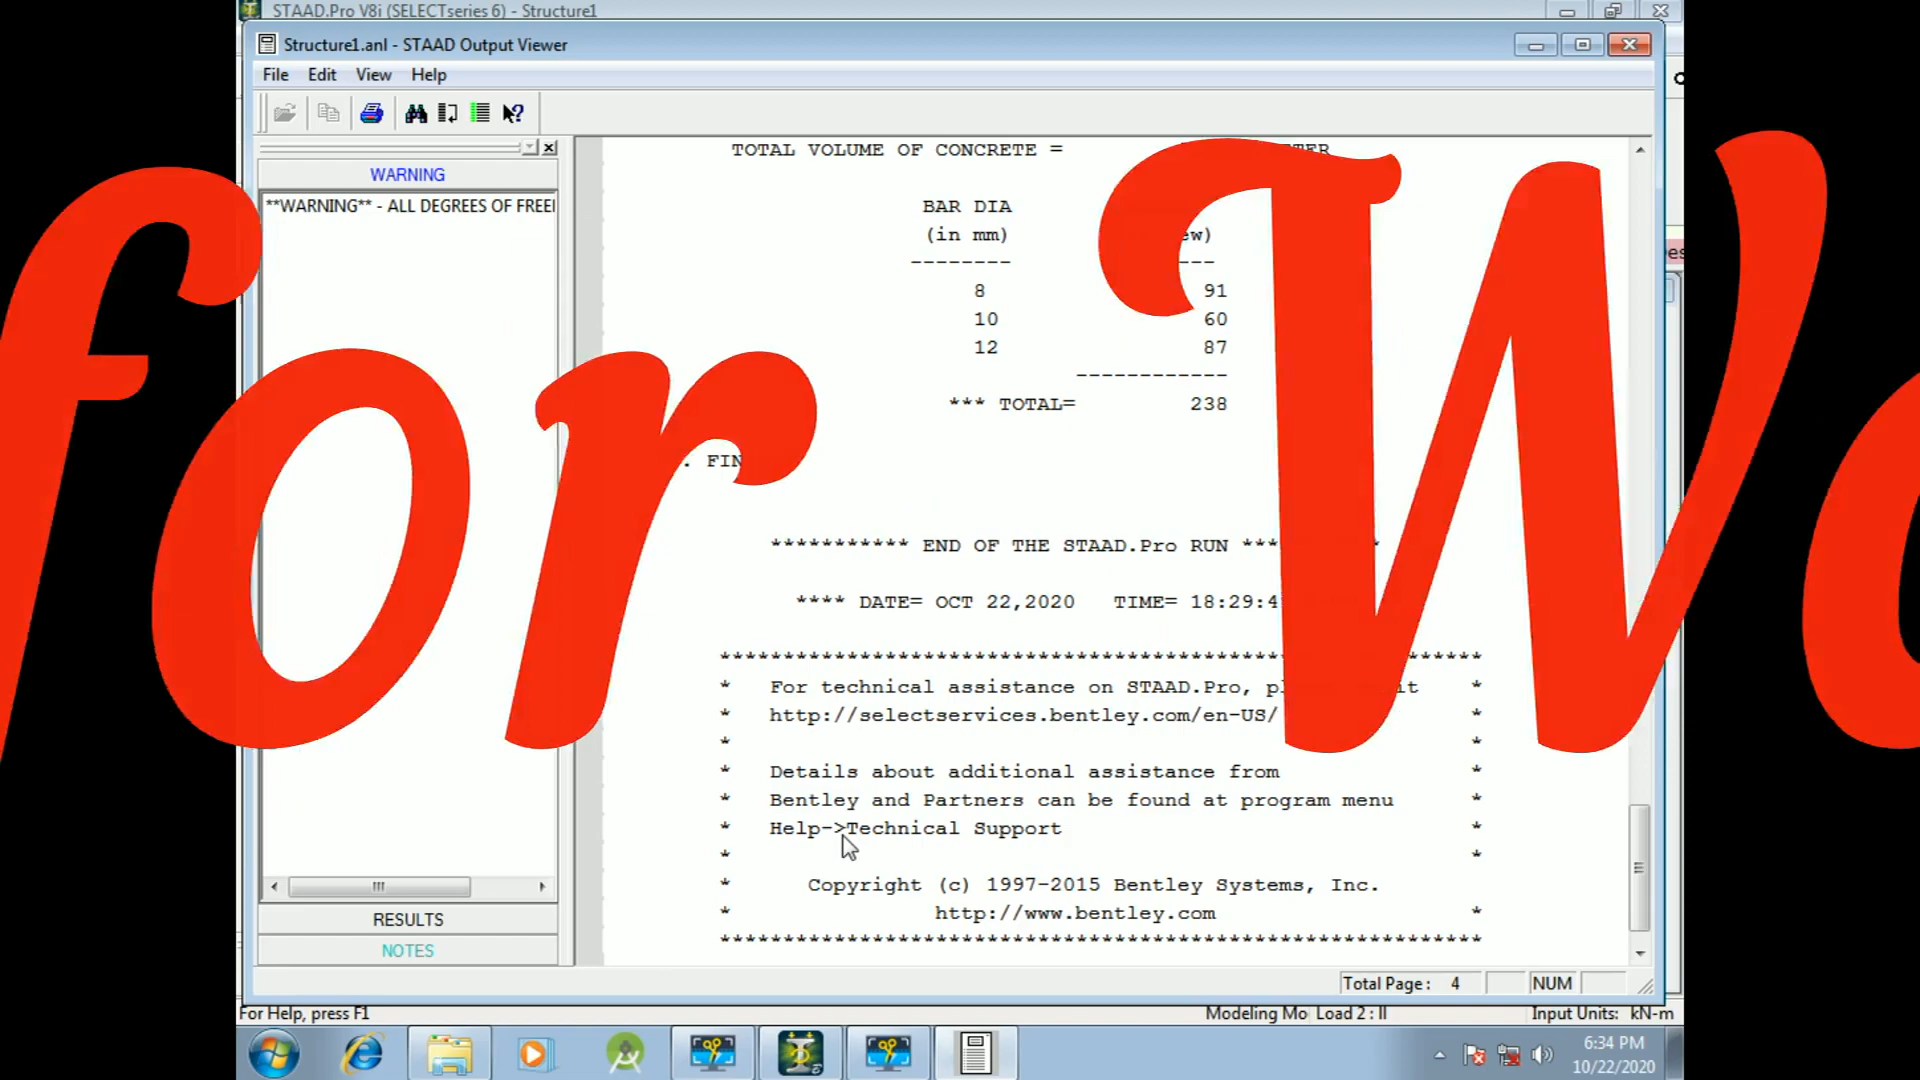 STAAD.Pro V8i (SELECTseries 6) - Structure1
Structure1.anl - STAAD Output Viewer
File Edit View Help
WARNING
**WARNING** - ALL DEGREES OF
TOTAL VOLUME OF CONCRETE =
BAR DIA
(in mm)
--------
8 91
10 60
12 87
------------
*** TOTAL= 238
for W
*********** END OF THE STAAD.Pro RUN ***
**** DATE= OCT 22,2020 TIME= 18:29:4
************************************************************
* For technical assistance on STAAD.Pro, *
* http://selectservices.bentley.com/en-US/ *
* *
* Details about additional assistance from *
* Bentley and Partners can be found at program menu *
* Help->Technical Support *
* *
* Copyright (c) 1997-2015 Bentley Systems, Inc.
* http://www.bentley.com *
************************************************************
RESULTS
NOTES
Total Page : 4 NUM
For Help, press F1 Modeling Mo Load 2 : ll Input Units: kN-m
6:34 PM
10/22/2020